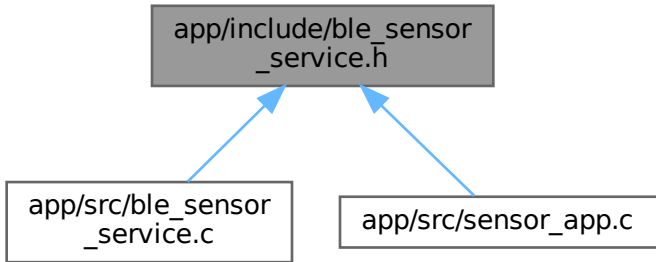 app/include/ble_sensor
_service.h
app/src/ble_sensor
_service.c
app/src/sensor_app.c